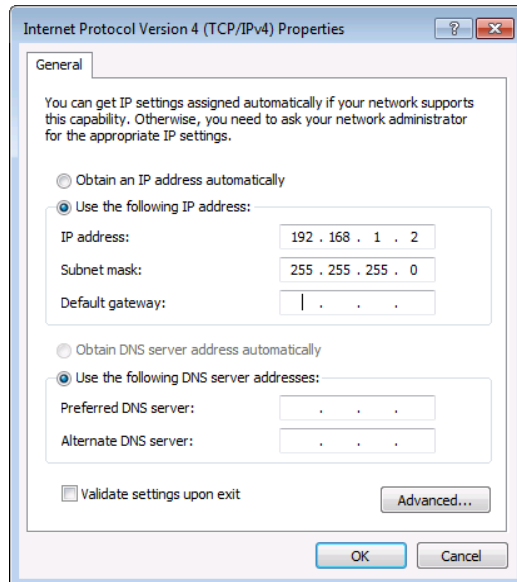 Internet Protocol Version 4 (TCP/IPv4) Properties
General
You can get IP settings assigned automatically if your network supports
this capability. Otherwise, you need to ask your network administrator
for the appropriate IP settings.
Obtain an IP address automatically
Use the following IP address:
IP address: 192 . 168 . 1 . 2
Subnet mask: 255 . 255 . 255 . 0
Default gateway: . . .
Obtain DNS server address automatically
Use the following DNS server addresses:
Preferred DNS server: . . .
Alternate DNS server: . . .
Validate settings upon exit
Advanced...
OK Cancel